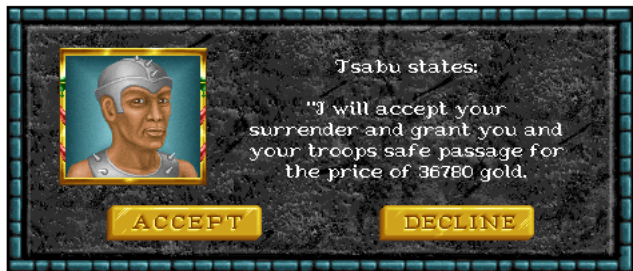 Tsabu states:
"I will accept your
surrender and grant you and
your troops safe passage for
the price of 36780 gold.
ACCEPT
DECLINE